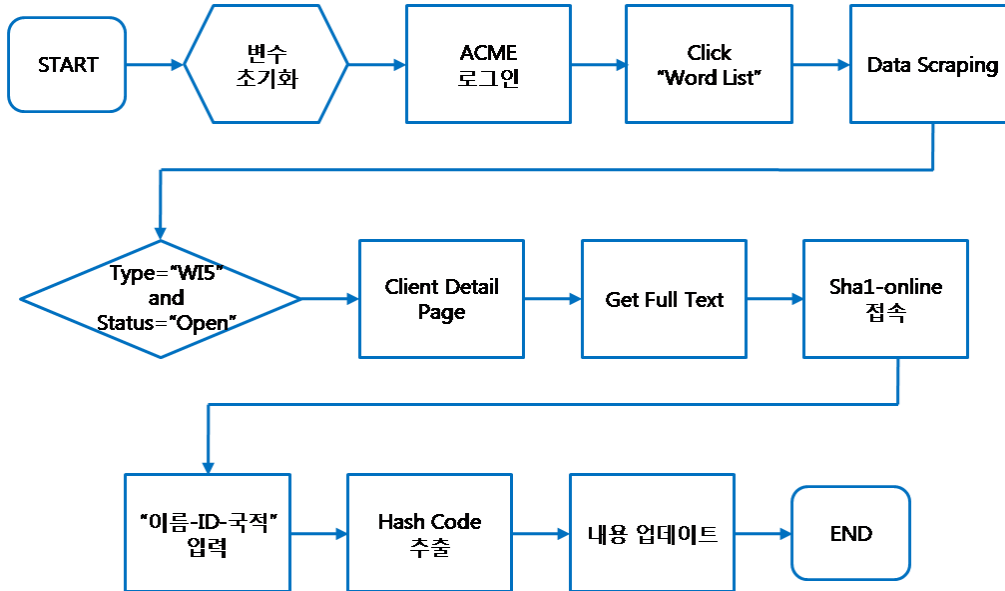 START
변수
초기화
ACME
로그인
Click
“Word List”
Data Scraping
Type=“WI5”
and
Status=“Open”
Client Detail
Page
Get Full Text
Sha1-online
접속
“이름-ID-국적”
입력
Hash Code
추출
내용 업데이트
END